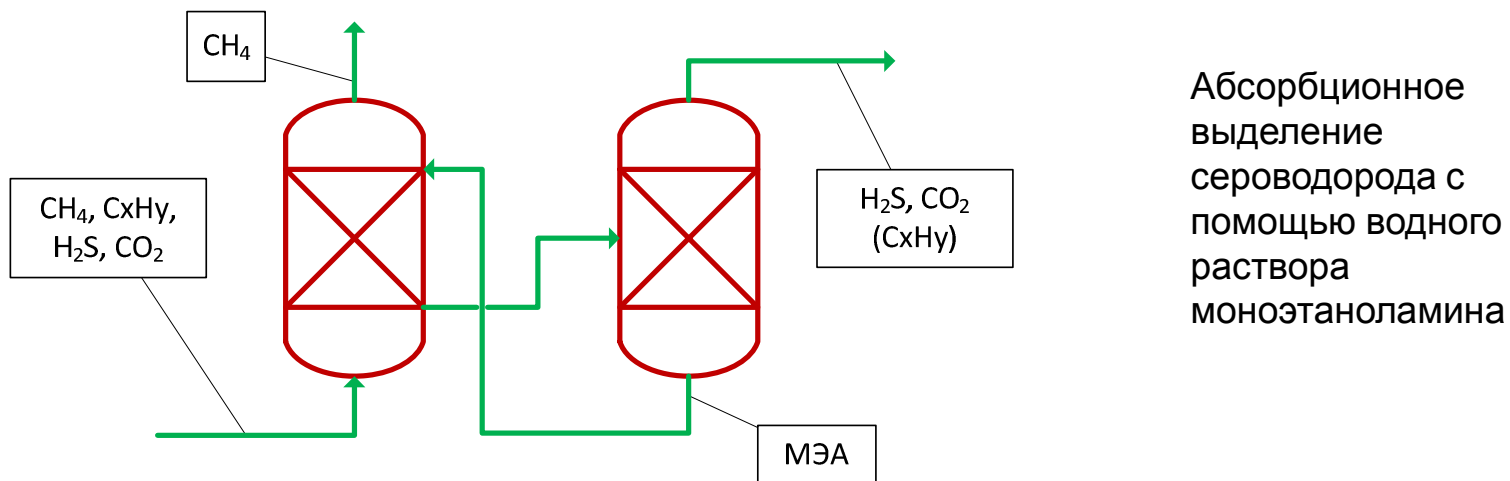 CH₄
CH₄, CxHy,
H₂S, CO₂
H₂S, CO₂
(CxHy)
МЭА
Абсорбционное
выделение
сероводорода с
помощью водного
раствора
моноэтаноламина